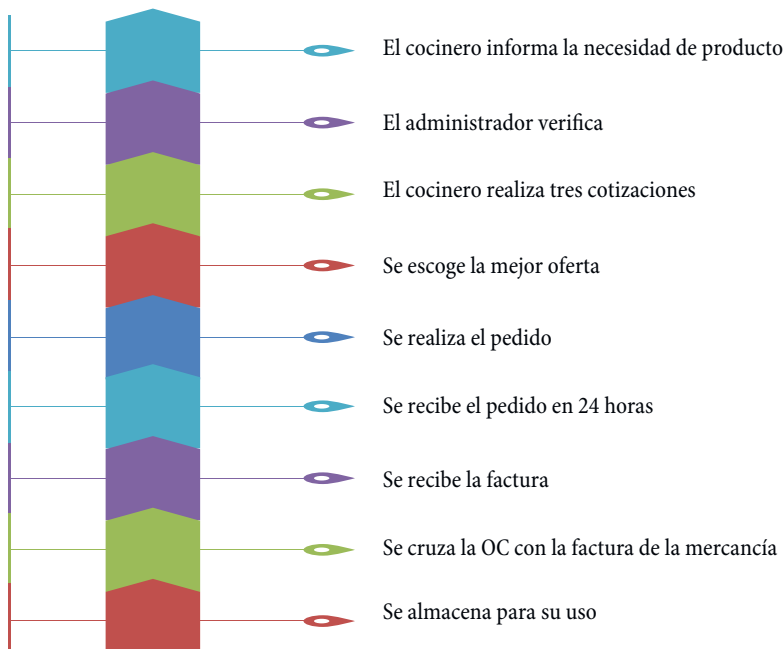 El cocinero informa la necesidad de producto
El administrador verifica
El cocinero realiza tres cotizaciones
Se escoge la mejor oferta
Se realiza el pedido
Se recibe el pedido en 24 horas
Se recibe la factura
Se cruza la OC con la factura de la mercancía
Se almacena para su uso